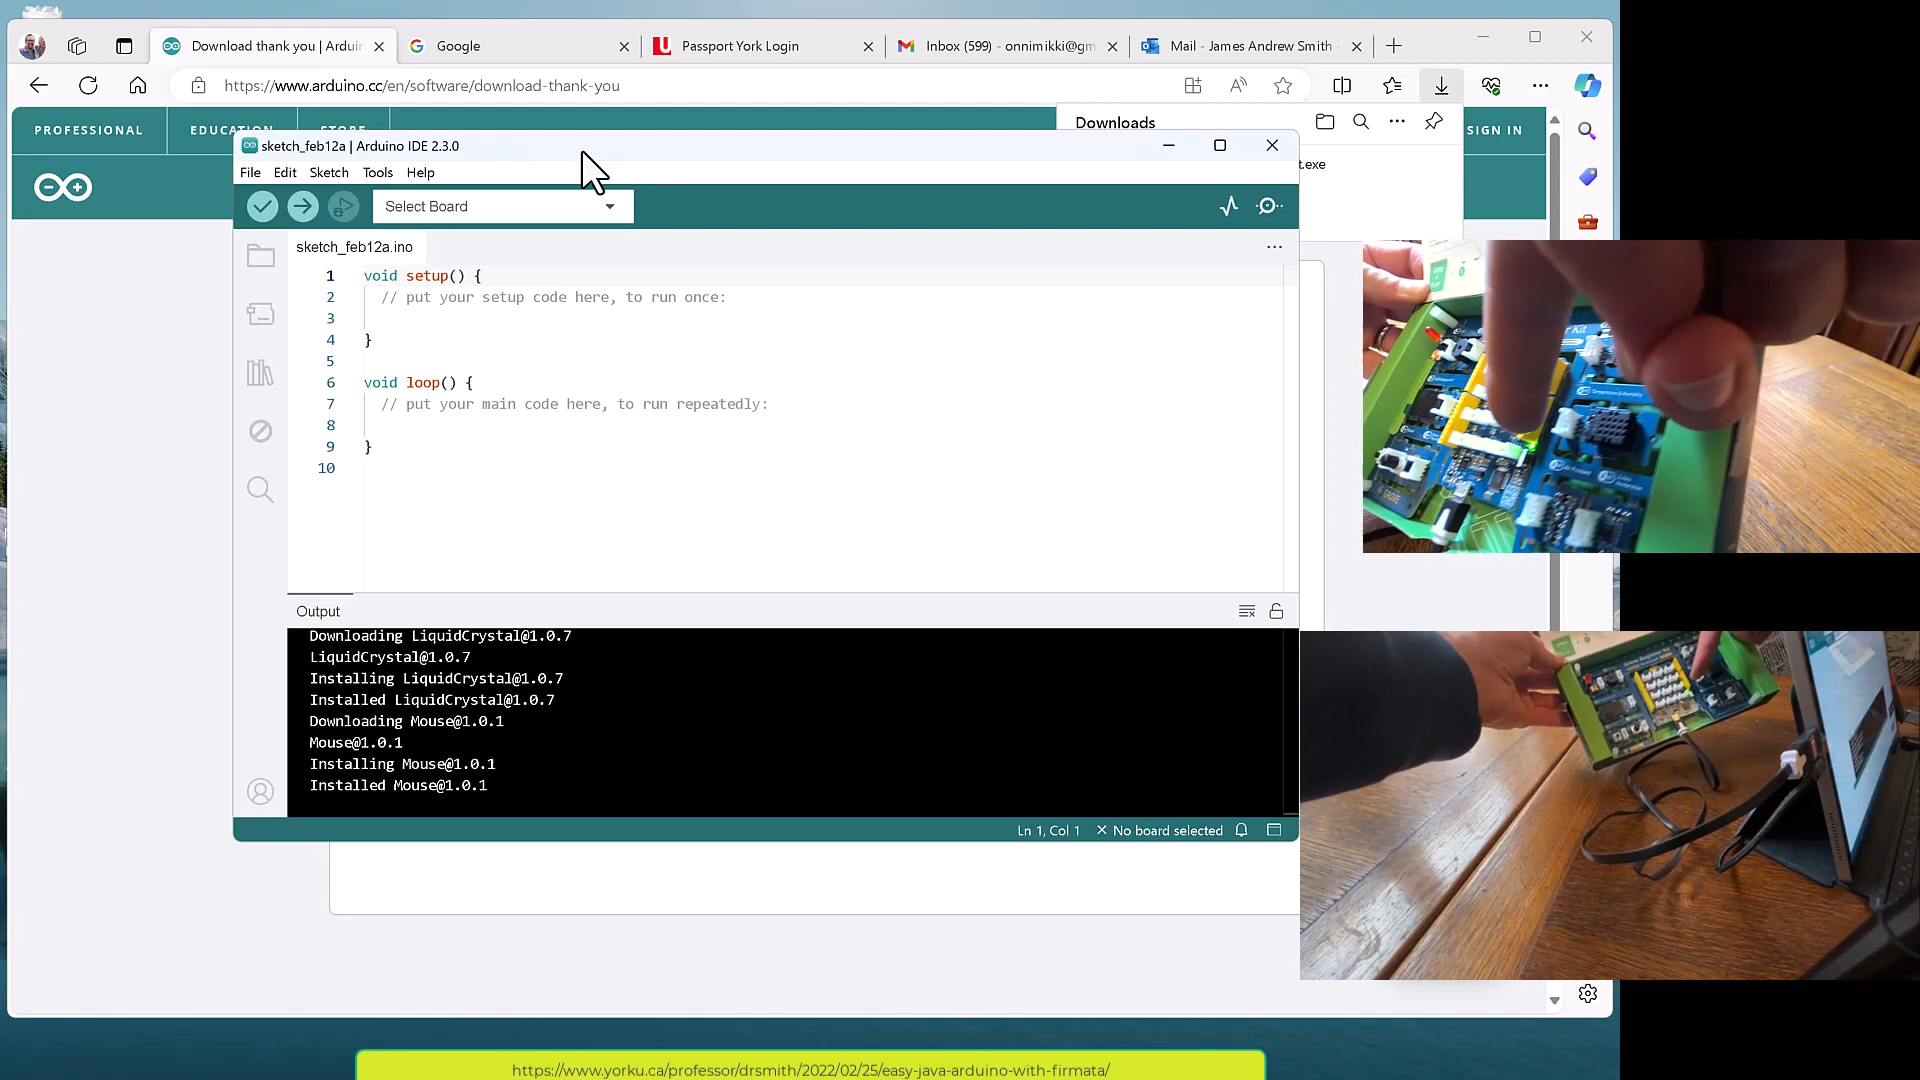 Download thank you | Arduin
Google
Passport York Login
Inbox (599) - onnimikki@gm
Mail - James Andrew Smith
https://www.arduino.cc/en/software/download-thank-you
PROFESSIONAL
EDUCATION
STORE
Downloads
SIGN IN
t.exe
sketch_feb12a | Arduino IDE 2.3.0
File Edit Sketch Tools Help
Select Board
sketch_feb12a.ino
1 void setup() {
2 // put your setup code here, to run once:
3
4 }
5
6 void loop() {
7 // put your main code here, to run repeatedly:
8
9 }
10
Output
Downloading LiquidCrystal@1.0.7
LiquidCrystal@1.0.7
Installing LiquidCrystal@1.0.7
Installed LiquidCrystal@1.0.7
Downloading Mouse@1.0.1
Mouse@1.0.1
Installing Mouse@1.0.1
Installed Mouse@1.0.1
Ln 1, Col 1 No board selected
Kit
GROVE
https://www.yorku.ca/professor/drsmith/2022/02/25/easy-java-arduino-with-firmata/